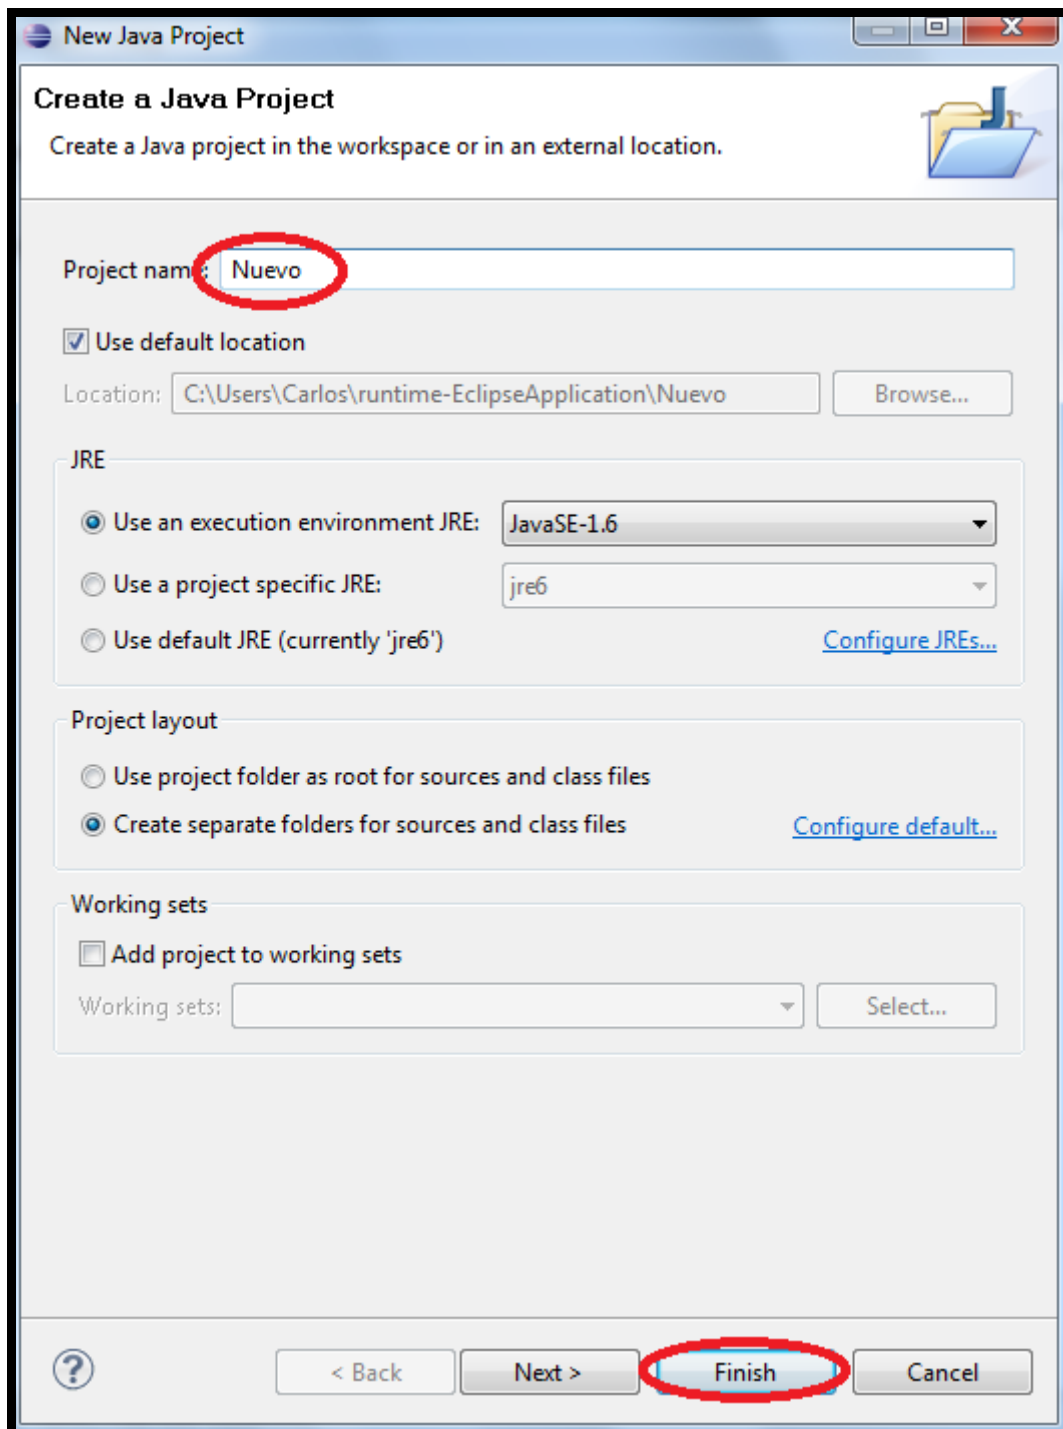 New Java Project
Create a Java Project
Create a Java project in the workspace or in an external location.
Project name: Nuevo
Use default location
Location: C:\Users\Carlos\runtime-EclipseApplication\Nuevo Browse...
JRE
Use an execution environment JRE: JavaSE-1.6
Use a project specific JRE: jre6
Use default JRE (currently 'jre6') Configure JREs...
Project layout
Use project folder as root for sources and class files
Create separate folders for sources and class files Configure default...
Working sets
Add project to working sets
Working sets: Select...
? < Back Next > Finish Cancel